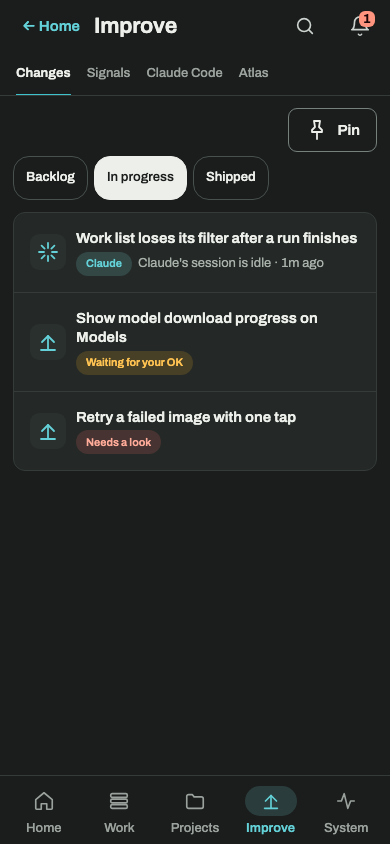 ← Home Improve 1
Changes Signals Claude Code Atlas
Pin
Backlog In progress Shipped
Work list loses its filter after a run finishes
Claude Claude's session is idle · 1m ago
Show model download progress on
Models
Waiting for your OK
Retry a failed image with one tap
Needs a look
Home Work Projects Improve System